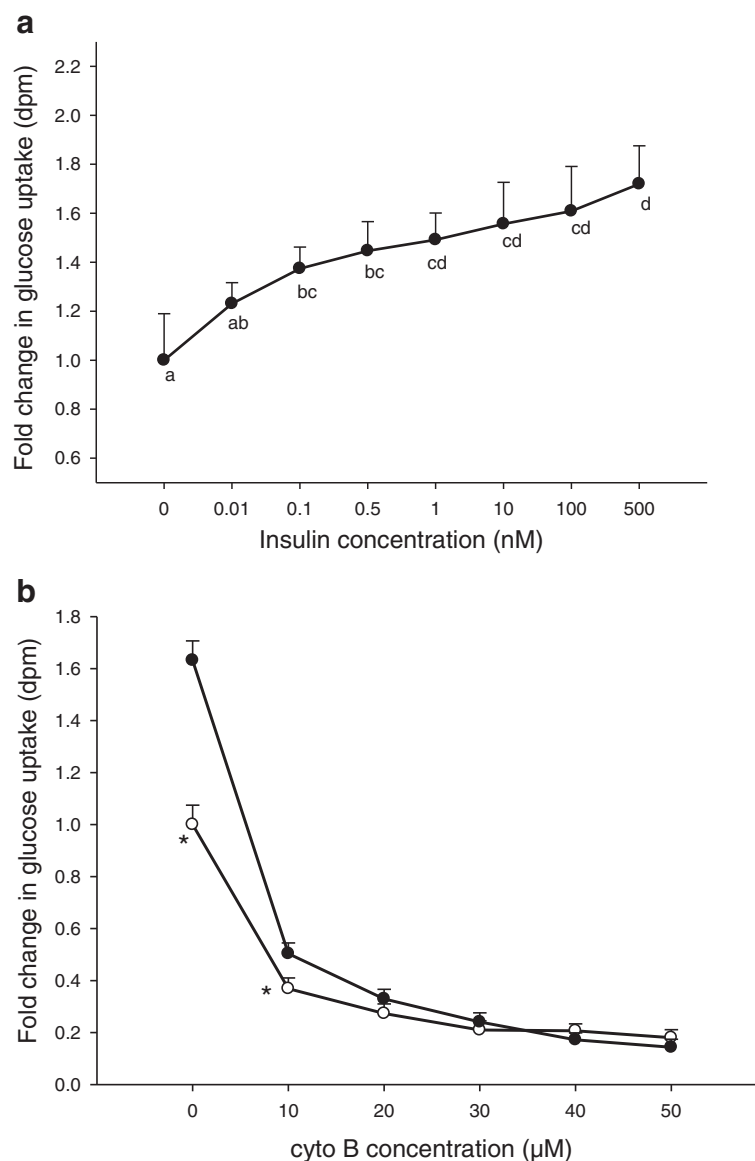 a
Fold change in glucose uptake (dpm)
2.2
2.0
1.8
1.6
1.4
1.2
1.0
0.8
0.6
a
ab
bc
bc
cd
cd
cd
d
0 0.01 0.1 0.5 1 10 100 500
Insulin concentration (nM)
b
Fold change in glucose uptake (dpm)
1.8
1.6
1.4
1.2
1.0
0.8
0.6
0.4
0.2
0.0
*
*
0 10 20 30 40 50
cyto B concentration (µM)